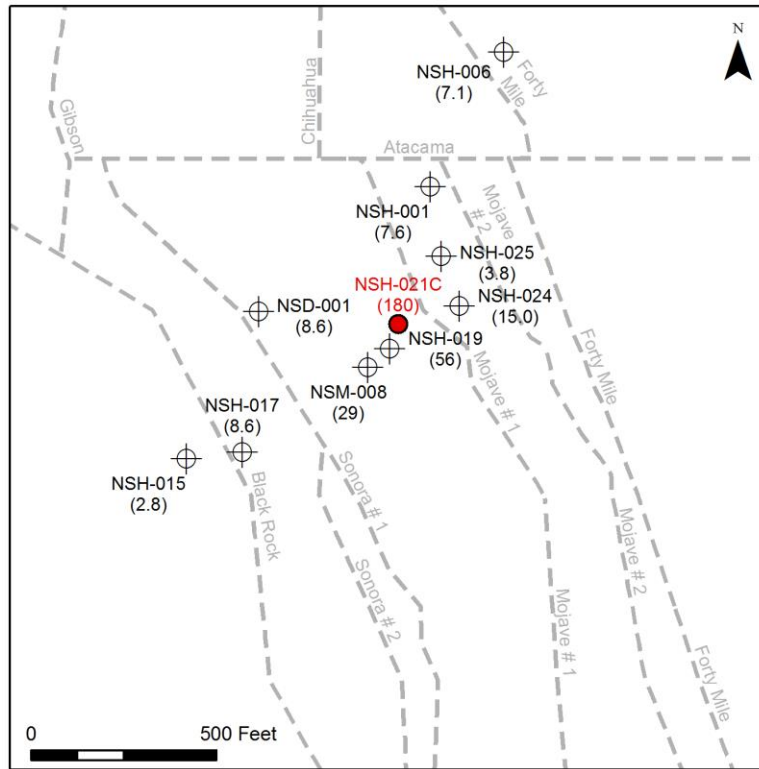 N
NSH-006
(7.1)
Forty
Mile
Gibson
Chihuahua
Atacama
NSH-001
(7.6)
Mojave
# 2
NSH-025
(3.8)
NSH-021C
(180)
NSH-024
(15.0)
NSD-001
(8.6)
NSH-019
(56)
NSM-008
(29)
Mojave # 1
Forty Mile
NSH-017
(8.6)
NSH-015
(2.8)
Black Rock
Sonora # 1
Sonora # 2
Mojave # 2
Mojave # 1
Forty Mile
0 500 Feet